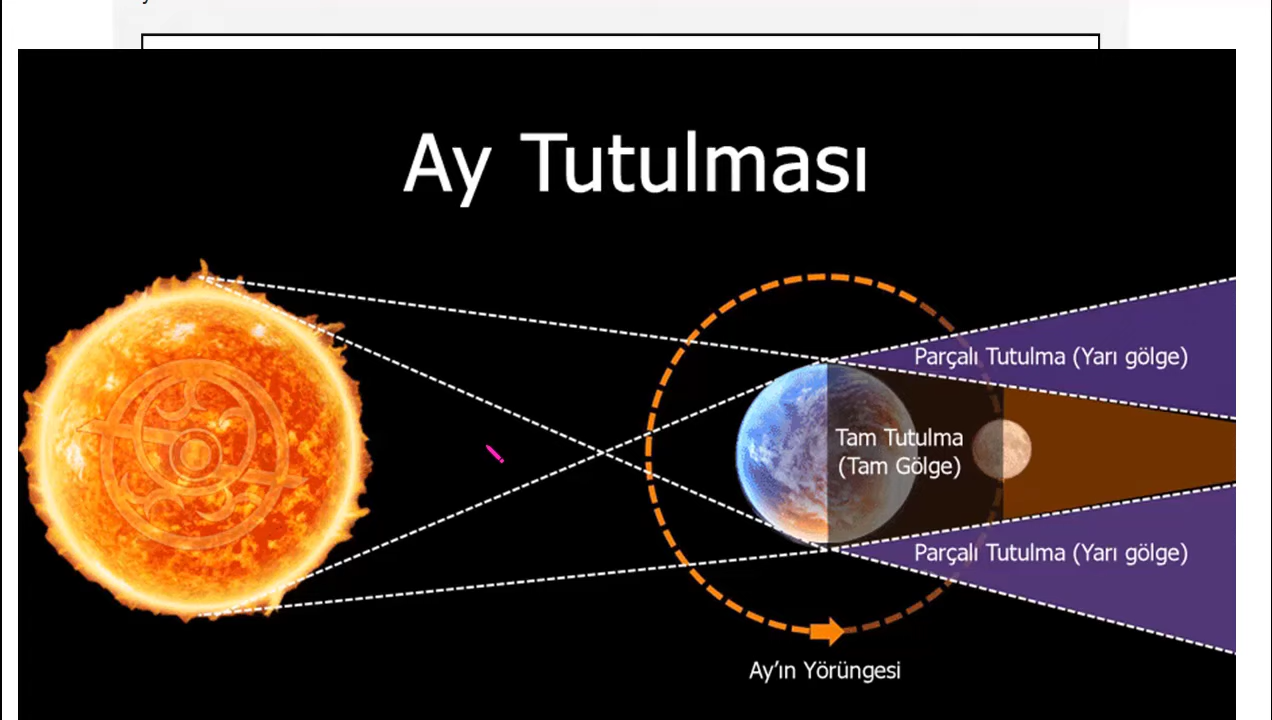 Ay Tutulması
Parçalı Tutulma (Yarı gölge)
Tam Tutulma
(Tam Gölge)
Parçalı Tutulma (Yarı gölge)
Ay'ın Yörüngesi